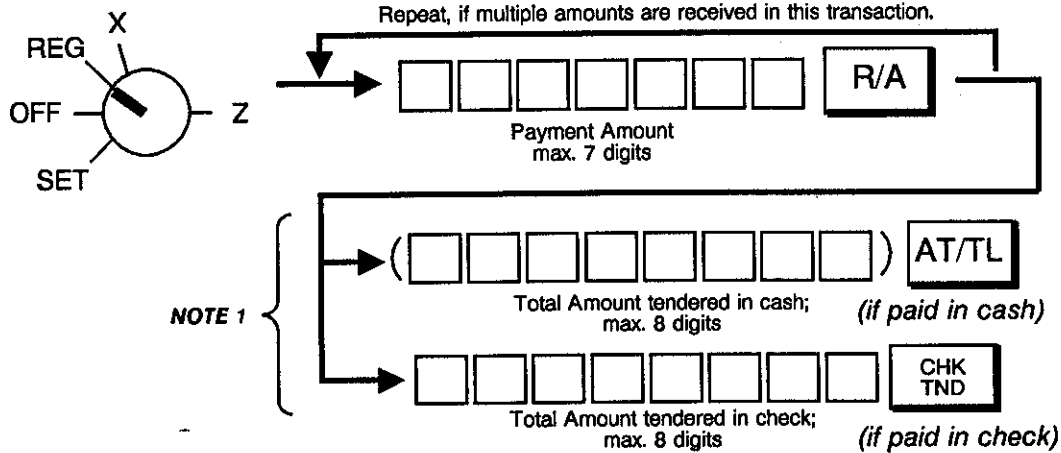 Repeat, if multiple amounts are received in this transaction.
X
REG
OFF
Z
SET
R/A
Payment Amount
max. 7 digits
( ) AT/TL
Total Amount tendered in cash;
max. 8 digits
(if paid in cash)
NOTE 1
CHK
TND
Total Amount tendered in check;
max. 8 digits
(if paid in check)